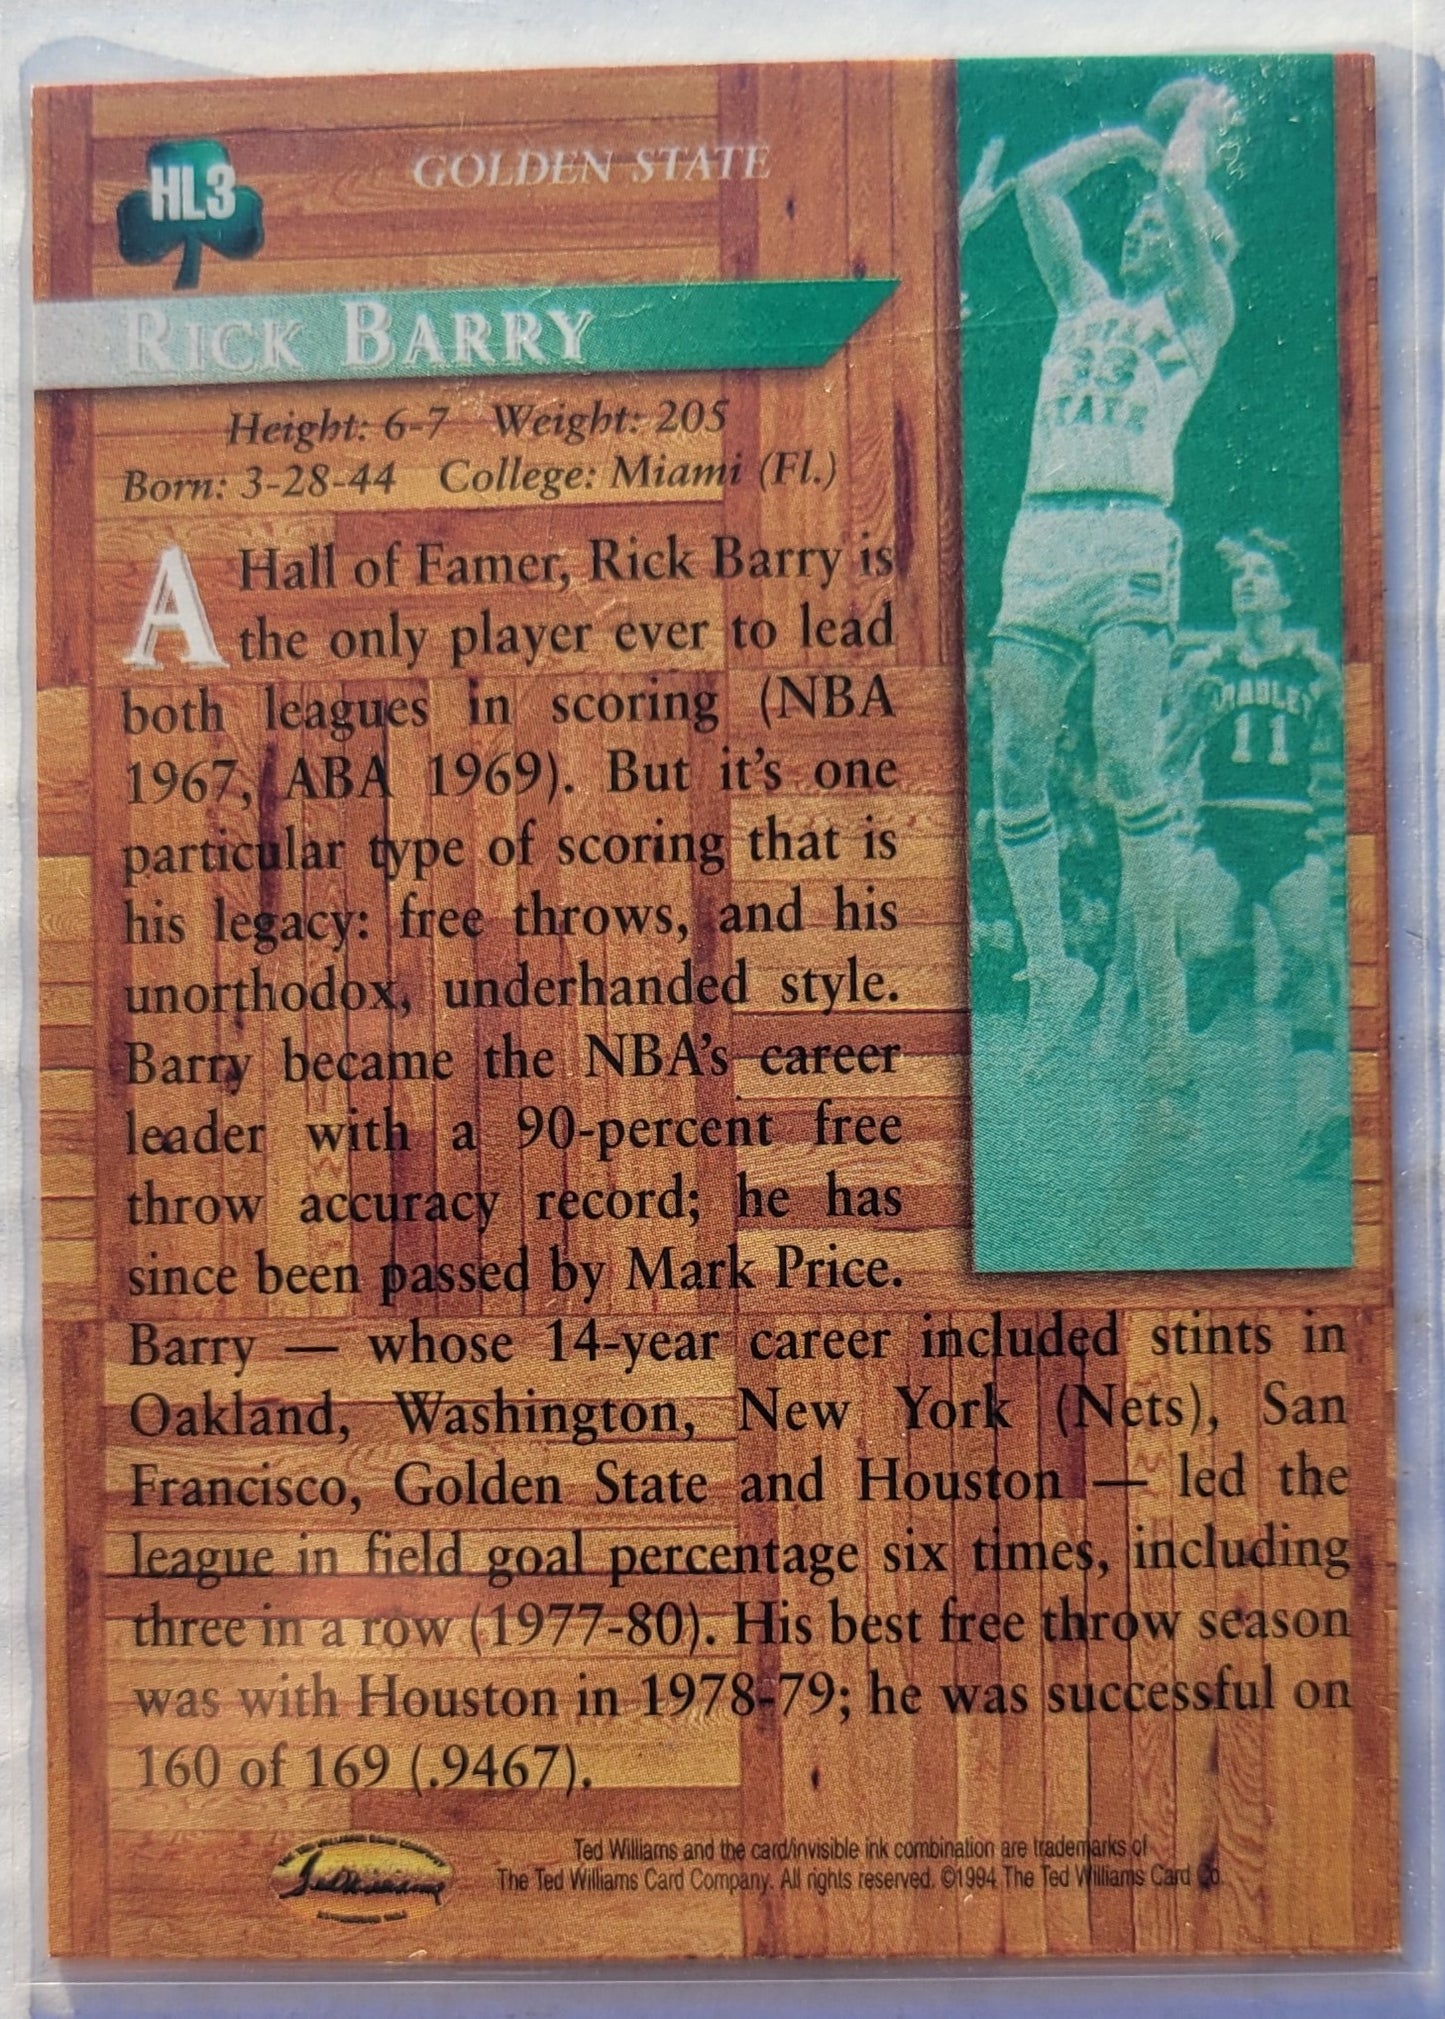 HL3
GOLDEN STATE
RICK BARRY
Height: 6-7 Weight: 205
Born: 3-28-44 College: Miami (Fl.)
A Hall of Famer, Rick Barry is
the only player ever to lead
both leagues in scoring (NBA
1967, ABA 1969). But it's one
particular type of scoring that is
his legacy: free throws, and his
unorthodox, underhanded style.
Barry became the NBA's career
leader with a 90-percent free
throw accuracy record; he has
since been passed by Mark Price.
Barry — whose 14-year career included stints in
Oakland, Washington, New York (Nets), San
Francisco, Golden State and Houston — led the
league in field goal percentage six times, including
three in a row (1977-80). His best free throw season
was with Houston in 1978-79; he was successful on
160 of 169 (.9467).
33
STATE
BRADLEY
11
Ted Williams
Ted Williams and the card/invisible ink combination are trademarks of
The Ted Williams Card Company. All rights reserved. ©1994 The Ted Williams Card Co.